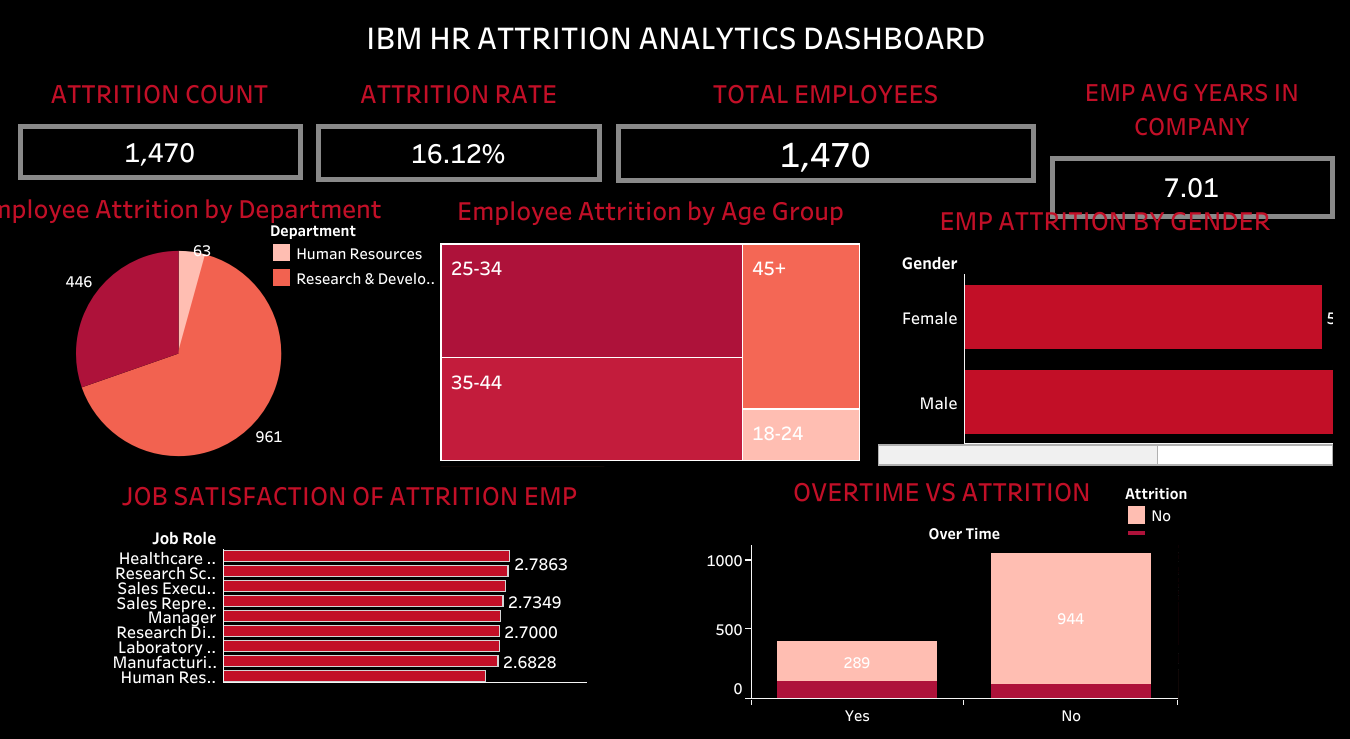 IBM HR ATTRITION ANALYTICS DASHBOARD
ATTRITION COUNT
1,470
ATTRITION RATE
16.12%
TOTAL EMPLOYEES
1,470
EMP AVG YEARS IN
COMPANY
7.01
mployee Attrition by Department
Department
Human Resources
Research & Develo..
63
446
961
Employee Attrition by Age Group
25-34
45+
35-44
18-24
EMP ATTRITION BY GENDER
Gender
Female
Male
JOB SATISFACTION OF ATTRITION EMP
Job Role
Healthcare ..
2.7863
Research Sc..
Sales Execu..
Sales Repre..
2.7349
Manager
Research Di..
2.7000
Laboratory ..
Manufacturi..
2.6828
Human Res..
OVERTIME VS ATTRITION
Attrition
No
Over Time
1000
500
0
289
944
Yes
No